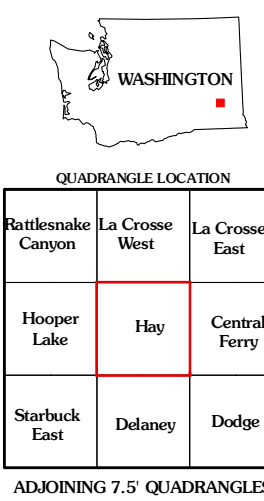 WASHINGTON
QUADRANGLE LOCATION
Rattlesnake Canyon
La Crosse West
La Crosse East
Hooper Lake
Hay
Central Ferry
Starbuck East
Delaney
Dodge
ADJOINING 7.5' QUADRANGLES